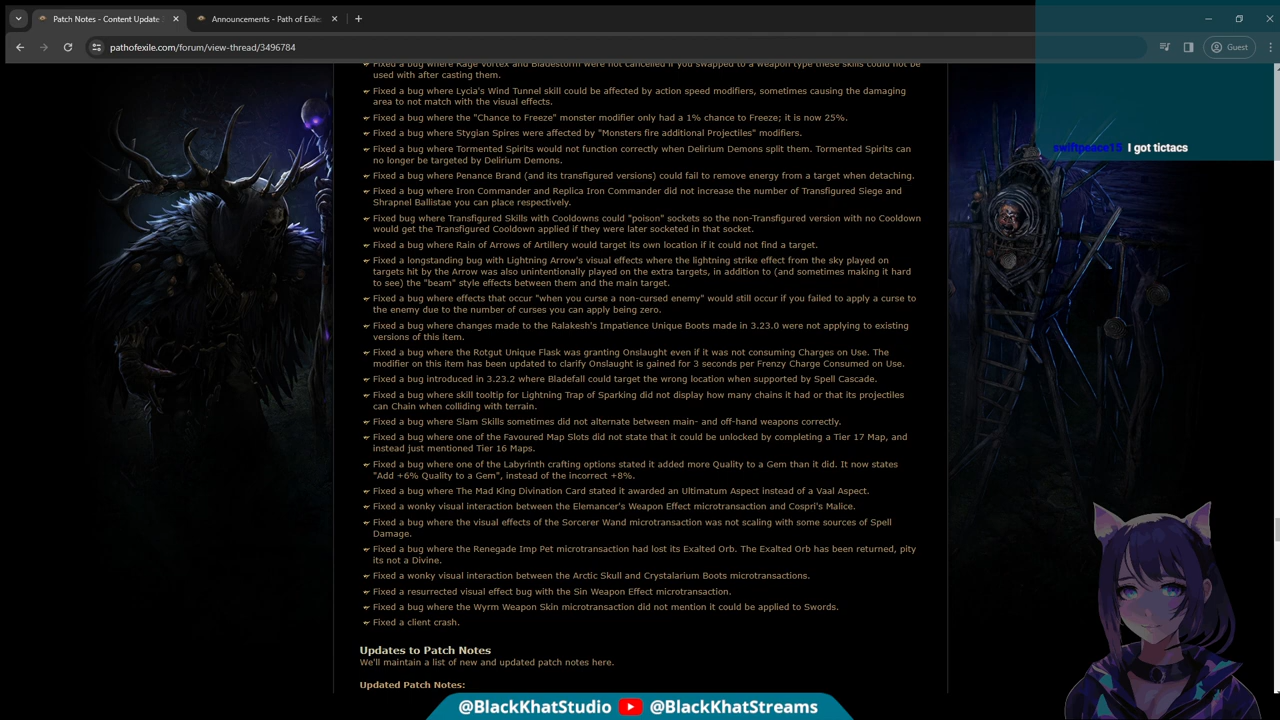 Patch Notes - Content Update
Announcements - Path of Exile
pathofexile.com/forum/view-thread/3496784
Guest
Fixed a bug where Rage Vortex and Bladestorm were not cancelled if you swapped to a weapon type these skills could not be
used with after casting them.
Fixed a bug where Lycia's Wind Tunnel skill could be affected by action speed modifiers, sometimes causing the damaging
area to not match with the visual effects.
Fixed a bug where the "Chance to Freeze" monster modifier only had a 1% chance to Freeze; it is now 25%.
Fixed a bug where Stygian Spires were affected by "Monsters fire additional Projectiles" modifiers.
Fixed a bug where Tormented Spirits would not function correctly when Delirium Demons split them. Tormented Spirits can
no longer be targeted by Delirium Demons.
Fixed a bug where Penance Brand (and its transfigured versions) could fail to remove energy from a target when detaching.
Fixed a bug where Iron Commander and Replica Iron Commander did not increase the number of Transfigured Siege and
Shrapnel Ballistae you can place respectively.
Fixed bug where Transfigured Skills with Cooldowns could "poison" sockets so the non-Transfigured version with no Cooldown
would get the Transfigured Cooldown applied if they were later socketed in that socket.
Fixed a bug where Rain of Arrows of Artillery would target its own location if it could not find a target.
Fixed a longstanding bug with Lightning Arrow's visual effects where the lightning strike effect from the sky played on
targets hit by the Arrow was also unintentionally played on the extra targets, in addition to (and sometimes making it hard
to see) the "beam" style effects between them and the main target.
Fixed a bug where effects that occur "when you curse a non-cursed enemy" would still occur if you failed to apply a curse to
the enemy due to the number of curses you can apply being zero.
Fixed a bug where changes made to the Ralakesh's Impatience Unique Boots made in 3.23.0 were not applying to existing
versions of this item.
Fixed a bug where the Rotgut Unique Flask was granting Onslaught even if it was not consuming Charges on Use. The
modifier on this item has been updated to clarify Onslaught is gained for 3 seconds per Frenzy Charge Consumed on Use.
Fixed a bug introduced in 3.23.2 where Bladefall could target the wrong location when supported by Spell Cascade.
Fixed a bug where skill tooltip for Lightning Trap of Sparking did not display how many chains it had or that its projectiles
can Chain when colliding with terrain.
Fixed a bug where Slam Skills sometimes did not alternate between main- and off-hand weapons correctly.
Fixed a bug where one of the Favoured Map Slots did not state that it could be unlocked by completing a Tier 17 Map, and
instead just mentioned Tier 16 Maps.
Fixed a bug where one of the Labyrinth crafting options stated it added more Quality to a Gem than it did. It now states
"Add +6% Quality to a Gem", instead of the incorrect +8%.
Fixed a bug where The Mad King Divination Card stated it awarded an Ultimatum Aspect instead of a Vaal Aspect.
Fixed a wonky visual interaction between the Elemancer's Weapon Effect microtransaction and Cospri's Malice.
Fixed a bug where the visual effects of the Sorcerer Wand microtransaction was not scaling with some sources of Spell
Damage.
Fixed a bug where the Renegade Imp Pet microtransaction had lost its Exalted Orb. The Exalted Orb has been returned, pity
its not a Divine.
Fixed a wonky visual interaction between the Arctic Skull and Crystalarium Boots microtransactions.
Fixed a resurrected visual effect bug with the Sin Weapon Effect microtransaction.
Fixed a bug where the Wyrm Weapon Skin microtransaction did not mention it could be applied to Swords.
Fixed a client crash.
Updates to Patch Notes
We'll maintain a list of new and updated patch notes here.
Updated Patch Notes:
swiftpeace15 I got tictacs
@BlackKhatStudio @BlackKhatStreams